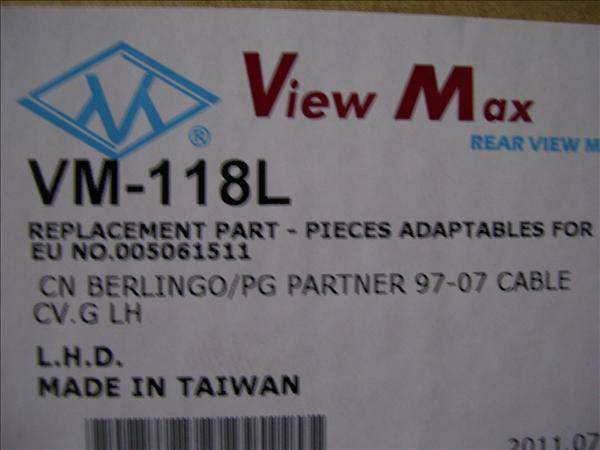 View Max
®
REAR VIEW M
VM-118L
REPLACEMENT PART - PIECES ADAPTABLES FOR
EU NO.005061511
CN BERLINGO/PG PARTNER 97-07 CABLE
CV.G LH
L.H.D.
MADE IN TAIWAN
2011.07